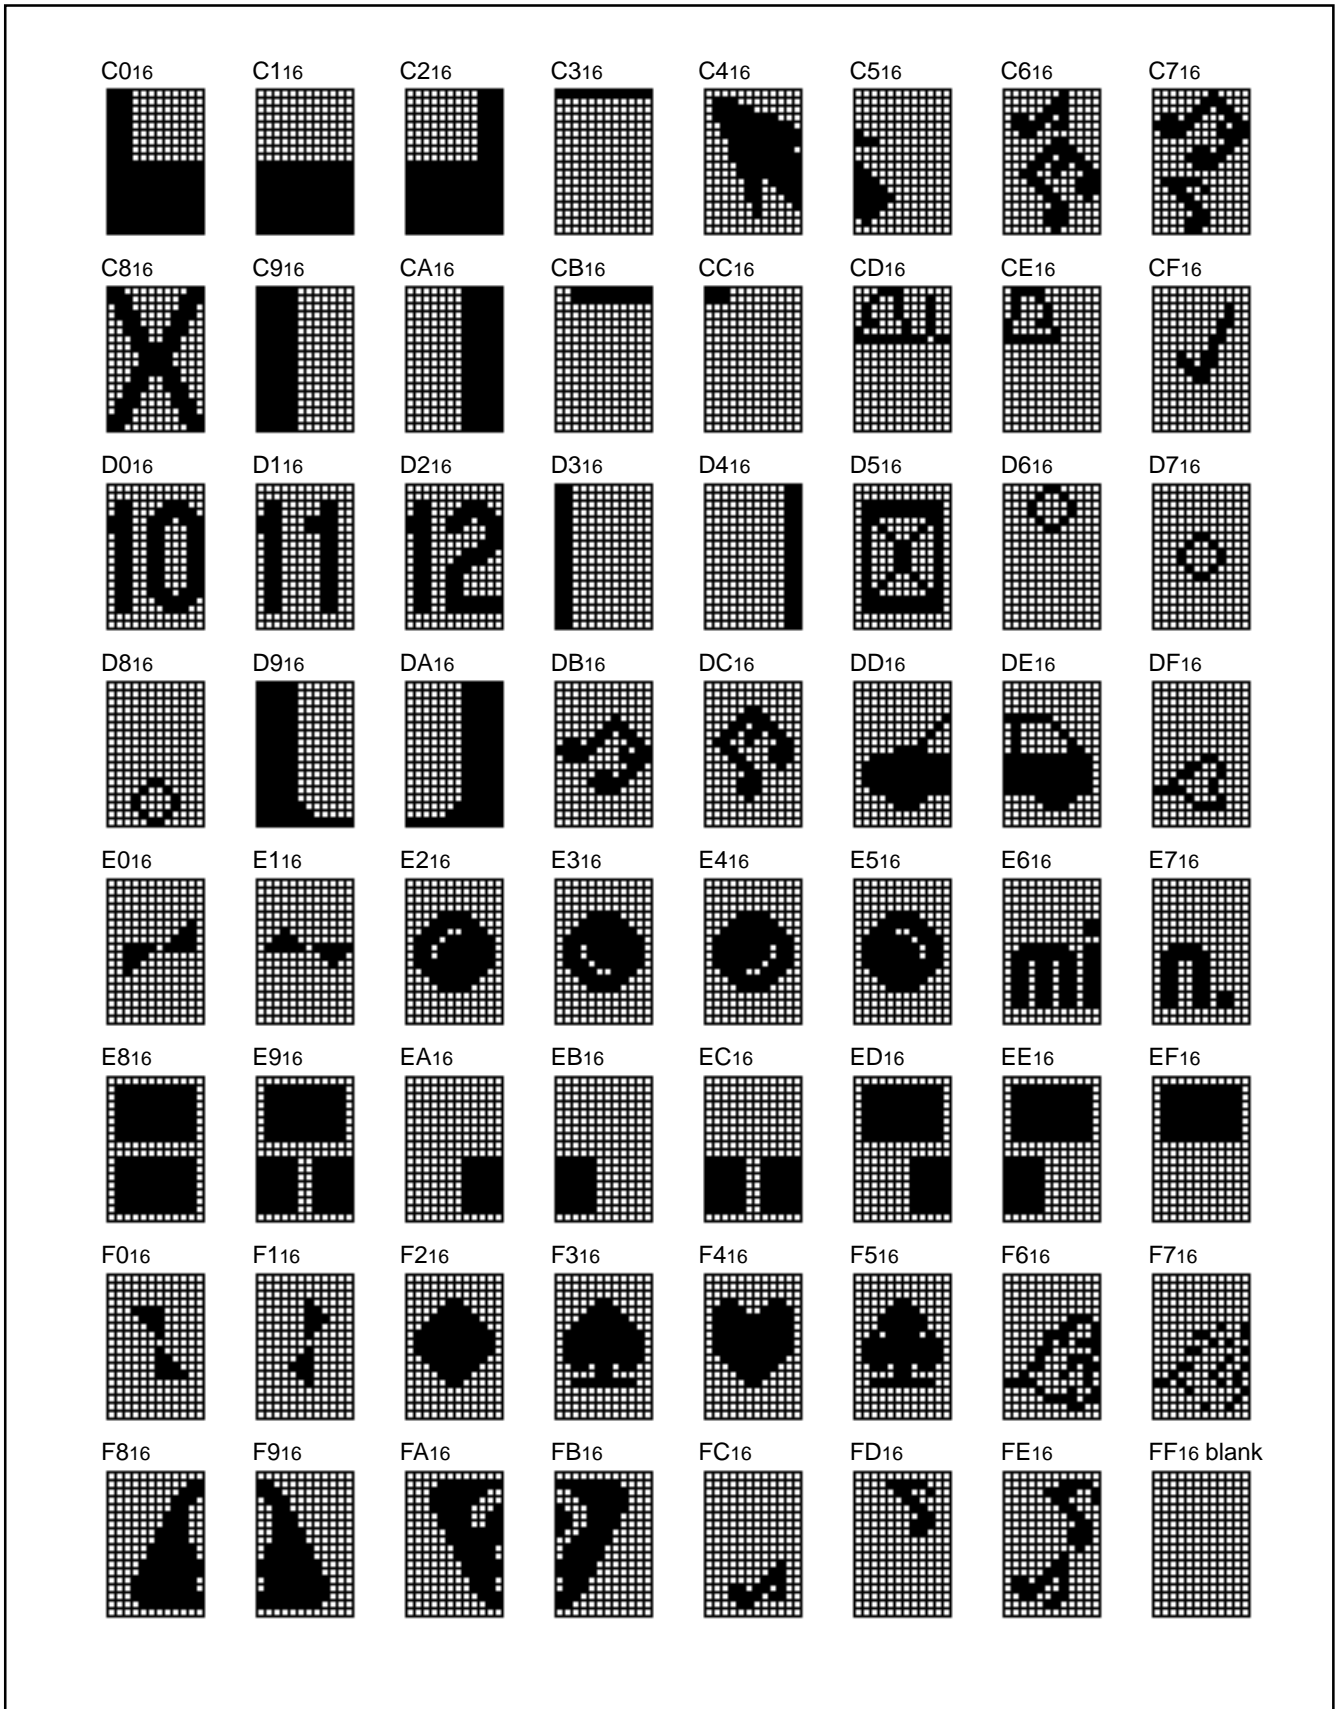 C016 C116 C216 C316 C416 C516 C616 C716
C816 C916 CA16 CB16 CC16 CD16 CE16 CF16
D016 D116 D216 D316 D416 D516 D616 D716
10 11 12
D816 D916 DA16 DB16 DC16 DD16 DE16 DF16
E016 E116 E216 E316 E416 E516 E616 E716
mi n.
E816 E916 EA16 EB16 EC16 ED16 EE16 EF16
F016 F116 F216 F316 F416 F516 F616 F716
F816 F916 FA16 FB16 FC16 FD16 FE16 FF16 blank